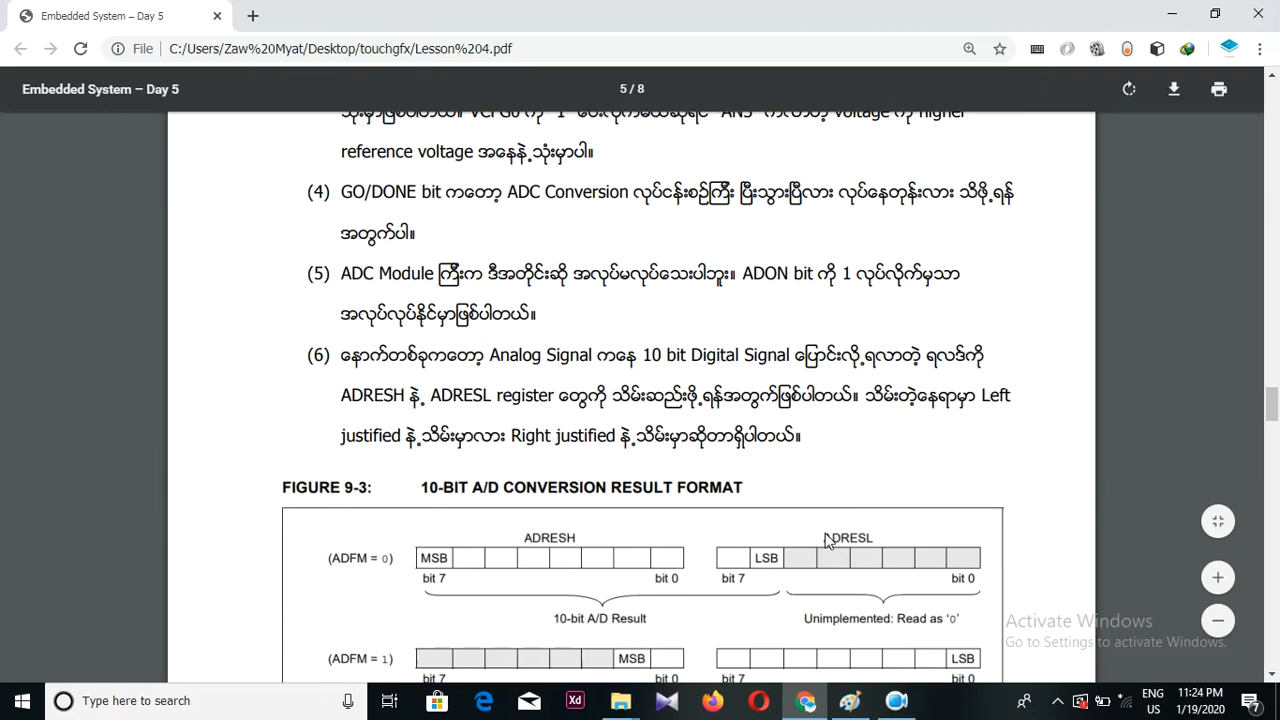 Embedded System – Day 5
File C:/Users/Zaw%20Myat/Desktop/touchgfx/Lesson%204.pdf
Embedded System – Day 5
5 / 8
reference voltage အနေနဲ့သုံးမှာပါ။
(4) GO/DONE bit ကတော့ ADC Conversion လုပ်ငန်းစဉ်ကြီး ပြီးသွားပြီလား လုပ်နေတုန်းလား သိဖို့ရန်
အတွက်ပါ။
(5) ADC Module ကြီးက ဒီအတိုင်းဆို အလုပ်မလုပ်သေးပါဘူး။ ADON bit ကို 1 လုပ်လိုက်မှသာ
အလုပ်လုပ်နိုင်မှာဖြစ်ပါတယ်။
(6) နောက်တစ်ခုကတော့ Analog Signal ကနေ 10 bit Digital Signal ပြောင်းလို့ရလာတဲ့ ရလဒ်ကို
ADRESH နဲ့ ADRESL register တွေကို သိမ်းဆည်းဖို့ရန်အတွက်ဖြစ်ပါတယ်။ သိမ်းတဲ့နေရာမှာ Left
justified နဲ့သိမ်းမှာလား Right justified နဲ့သိမ်းမှာဆိုတာရှိပါတယ်။
FIGURE 9-3: 10-BIT A/D CONVERSION RESULT FORMAT
ADRESH ADRESL
(ADFM = 0) MSB LSB
bit 7 bit 0 bit 7 bit 0
10-bit A/D Result Unimplemented: Read as ‘0’
(ADFM = 1) MSB LSB
bit 7 bit 0 bit 7 bit 0
Activate Windows
Go to Settings to activate Windows.
Type here to search
Xd
ENG
US
11:24 PM
1/19/2020
7